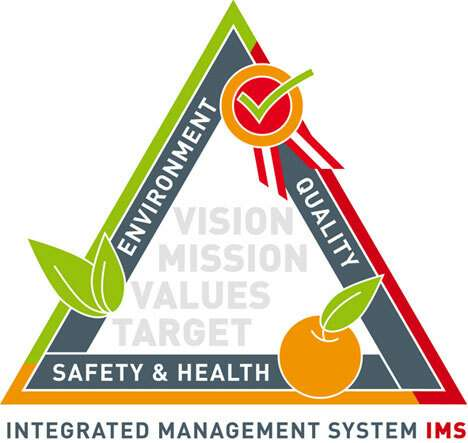 ENVIRONMENT
QUALITY
VISION
MISSION
VALUES
TARGET
SAFETY & HEALTH
INTEGRATED MANAGEMENT SYSTEM IMS